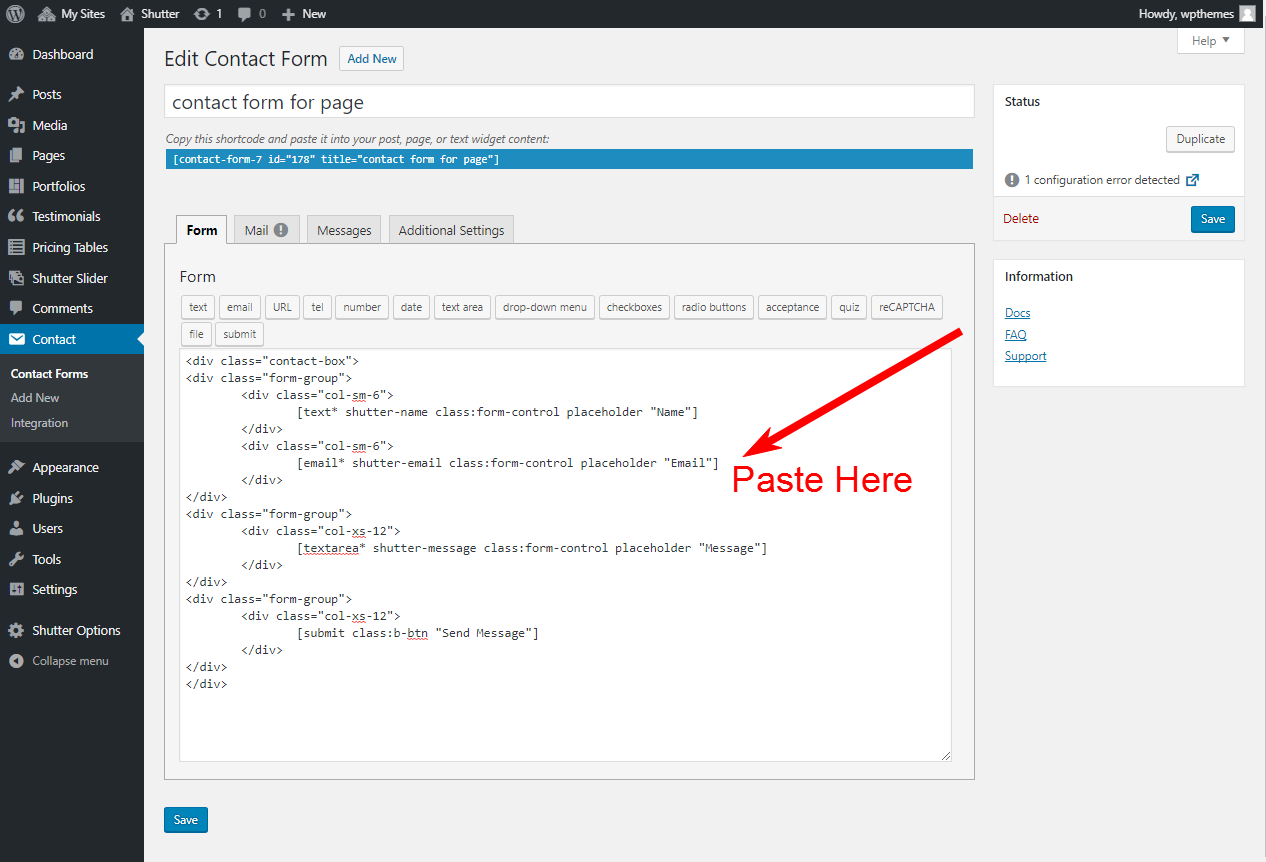 My Sites Shutter 1 0 New Howdy, wpthemes
Help
Dashboard
Posts
Media
Pages
Portfolios
Testimonials
Pricing Tables
Shutter Slider
Comments
Contact
Contact Forms
Add New
Integration
Appearance
Plugins
Users
Tools
Settings
Shutter Options
Collapse menu
Edit Contact Form Add New
contact form for page
Copy this shortcode and paste it into your post, page, or text widget content:
[contact-form-7 id="178" title="contact form for page"]
Form Mail Messages Additional Settings
Form
text email URL tel number date text area drop-down menu checkboxes radio buttons acceptance quiz reCAPTCHA
file submit
<div class="contact-box">
<div class="form-group">
<div class="col-sm-6">
[text* shutter-name class:form-control placeholder "Name"]
</div>
<div class="col-sm-6">
[email* shutter-email class:form-control placeholder "Email"]
</div>
</div>
<div class="form-group">
<div class="col-xs-12">
[textarea* shutter-message class:form-control placeholder "Message"]
</div>
</div>
<div class="form-group">
<div class="col-xs-12">
[submit class:b-btn "Send Message"]
</div>
</div>
</div>
Paste Here
Save
Status
Duplicate
1 configuration error detected
Delete Save
Information
Docs
FAQ
Support